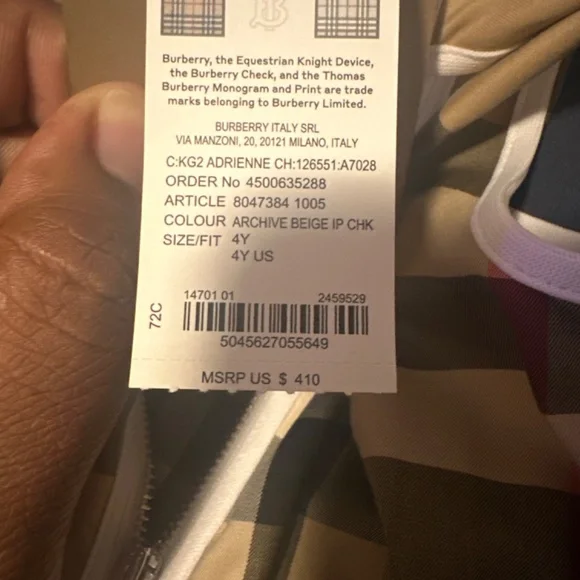 Burberry, the Equestrian Knight Device,
the Burberry Check, and the Thomas
Burberry Monogram and Print are trade
marks belonging to Burberry Limited.
BURBERRY ITALY SRL
VIA MANZONI, 20, 20121 MILANO, ITALY
C:KG2 ADRIENNE CH:126551:A7028
ORDER No 4500635288
ARTICLE 8047384 1005
COLOUR ARCHIVE BEIGE IP CHK
SIZE/FIT 4Y
4Y US
72C
14701 01 2459529
5045627055649
MSRP US $ 410